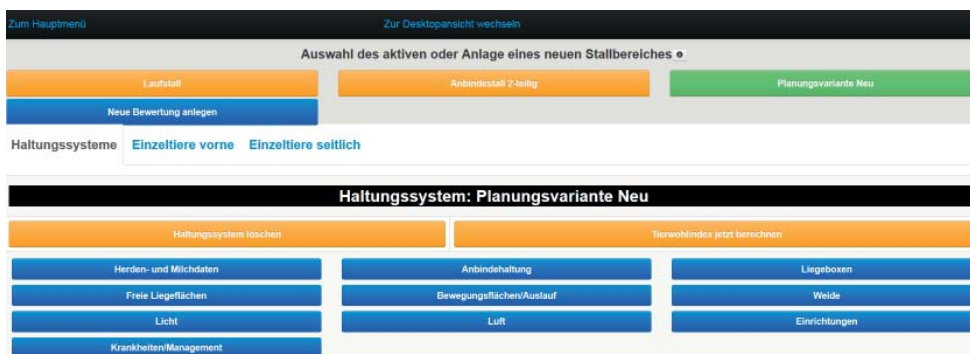 Zum Hauptmenü Zur Desktopansicht wechseln
Auswahl des aktiven oder Anlage eines neuen Stallbereiches
Laufstall Anbindestall 2-teilig Planungsvariante Neu
Neue Bewertung anlegen
Haltungssysteme Einzeltiere vorne Einzeltiere seitlich
Haltungssystem: Planungsvariante Neu
Haltungssystem löschen Tierwohlindex jetzt berechnen
Herden- und Milchdaten Anbindehaltung Liegeboxen
Freie Liegeflächen Bewegungsflächen/Auslauf Weide
Licht Luft Einrichtungen
Krankheiten/Management